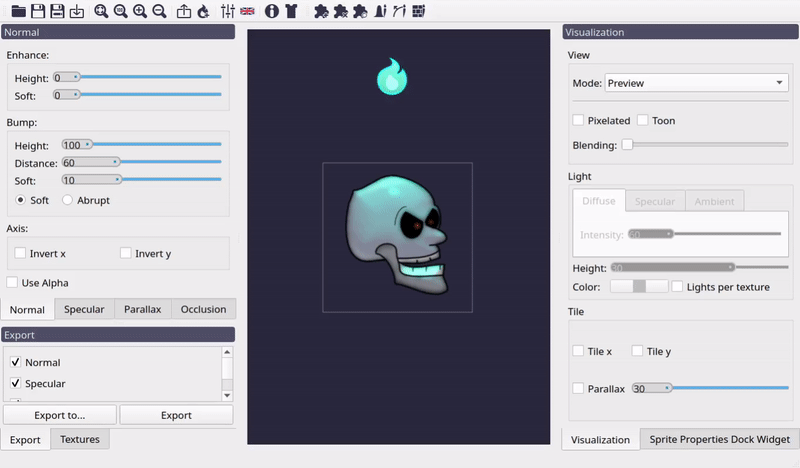 Normal
Enhance:
Height: 0
Soft: 0
Bump:
Height: 100
Distance: 60
Soft: 10
Soft Abrupt
Axis:
Invert x Invert y
Use Alpha
Normal Specular Parallax Occlusion
Export
Normal
Specular
Export to... Export
Export Textures
Visualization
View
Mode: Preview
Pixelated Toon
Blending:
Light
Diffuse Specular Ambient
Intensity: 60
Height:
Color: Lights per texture
Tile
Tile x Tile y
Parallax 30
Visualization Sprite Properties Dock Widget